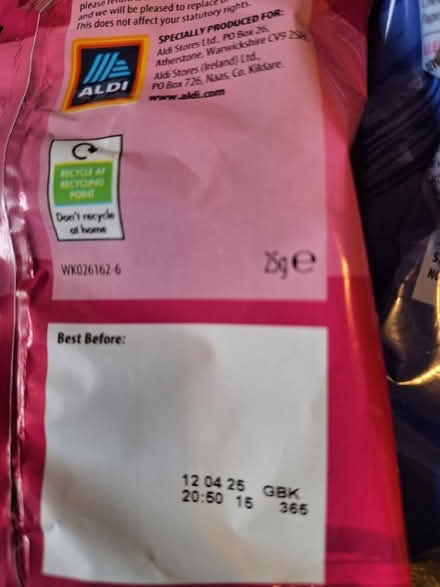 and we will be pleased to replace
This does not affect your statutory rights.
SPECIALLY PRODUCED FOR:
Aldi Stores Ltd., PO Box 26,
Atherstone, Warwickshire CV9 2SH
Aldi Stores (Ireland) Ltd.,
PO Box 726, Naas, Co. Kildare.
www.aldi.com
ALDI
RECYCLE AT
RECYCLING
POINT
Don't recycle
at home
WK026162-6
25g e
Best Before:
12 04 25 GBK
20:50 15 365